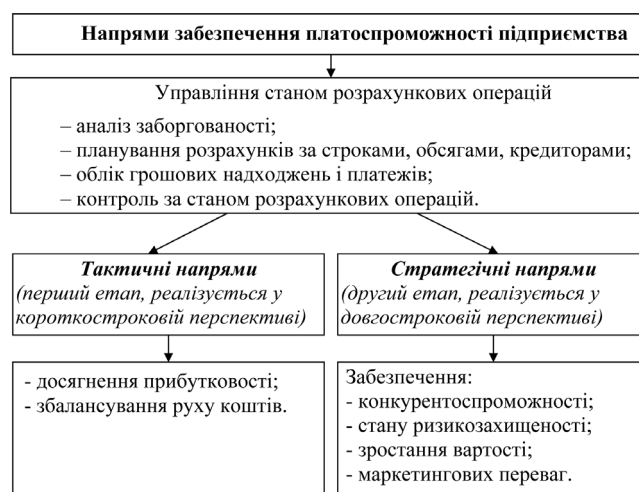 Напрями забезпечення платоспроможності підприємства
Управління станом розрахункових операцій
– аналіз заборгованості;
– планування розрахунків за строками, обсягами, кредиторами;
– облік грошових надходжень і платежів;
– контроль за станом розрахункових операцій.
Тактичні напрями
(перший етап, реалізується у
короткостроковій перспективі)
Стратегічні напрями
(другий етап, реалізується у
довгостроковій перспективі)
- досягнення прибутковості;
- збалансування руху коштів.
Забезпечення:
- конкурентоспроможності;
- стану ризикозахищеності;
- зростання вартості;
- маркетингових переваг.